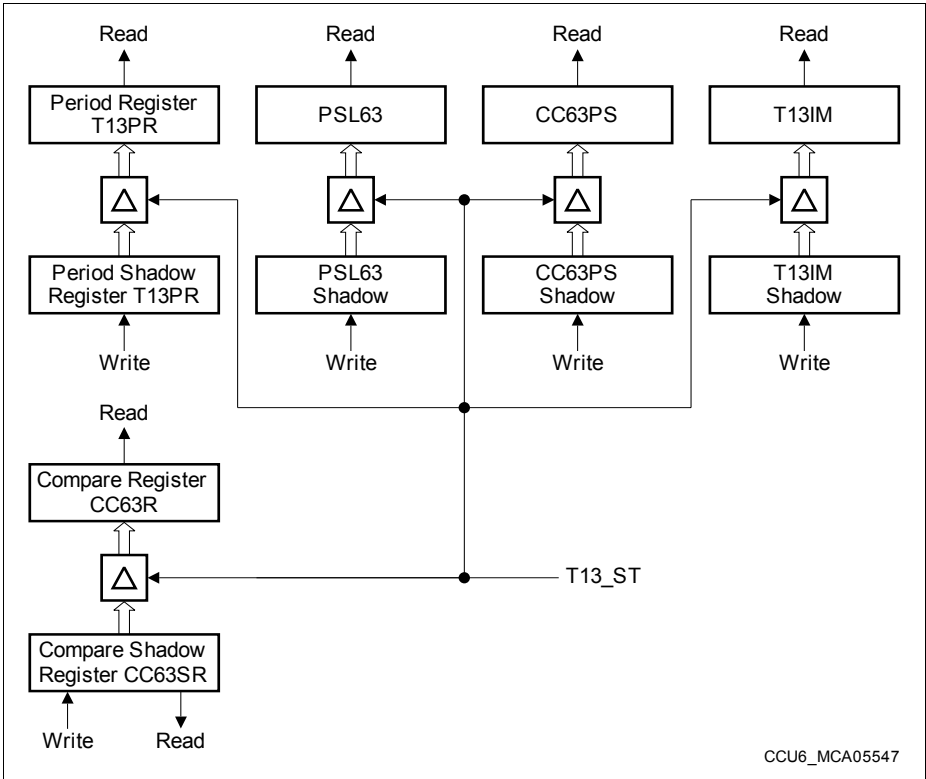 Read
Read
Read
Read
Period Register
T13PR
PSL63
CC63PS
T13IM
Period Shadow
Register T13PR
PSL63
Shadow
CC63PS
Shadow
T13IM
Shadow
Write
Write
Write
Write
Read
Compare Register
CC63R
T13_ST
Compare Shadow
Register CC63SR
Write
Read
CCU6_MCA05547